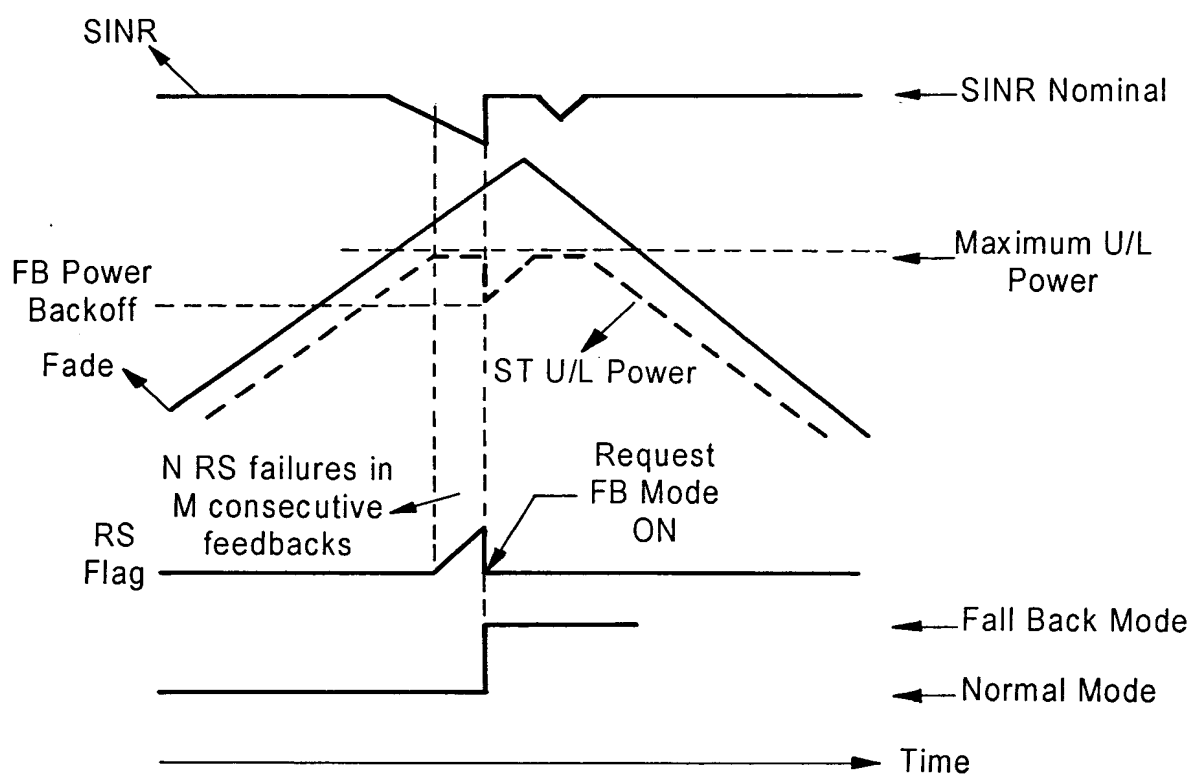 SINR
SINR Nominal
Maximum U/L
Power
FB Power
Backoff
Fade
ST U/L Power
N RS failures in
M consecutive
feedbacks
Request
FB Mode
ON
RS
Flag
Fall Back Mode
Normal Mode
Time